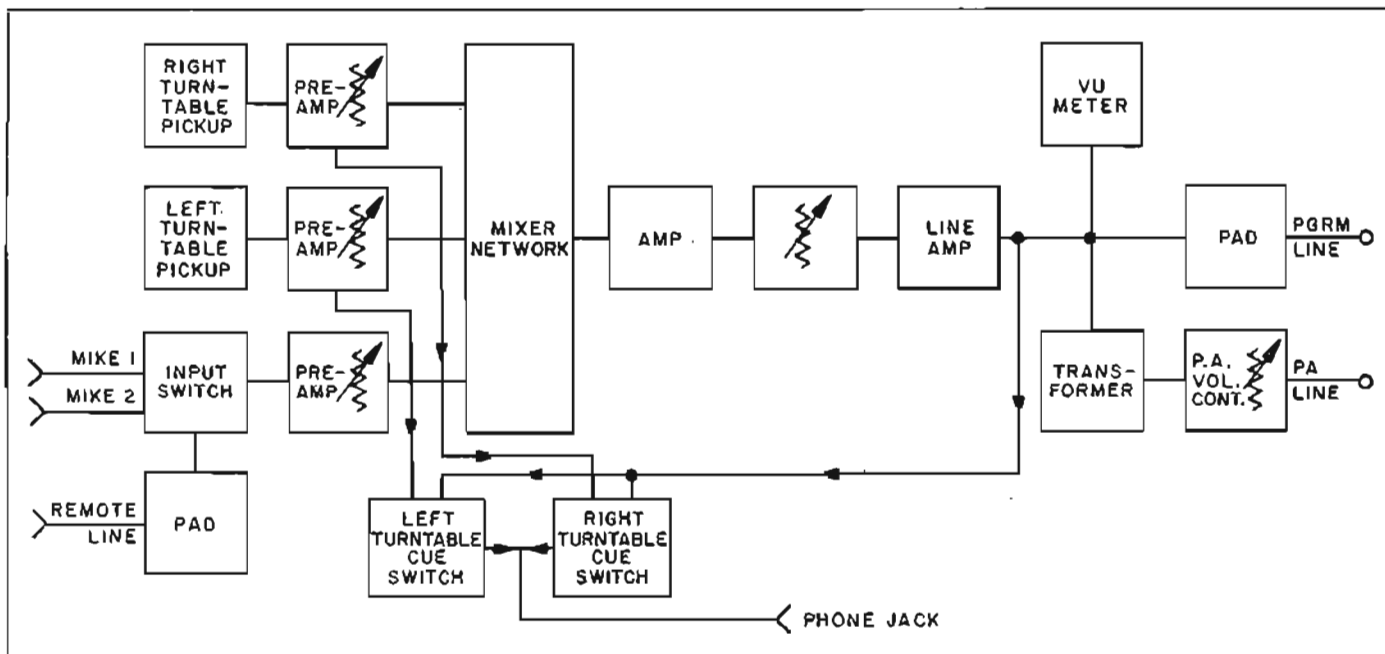 RIGHT
TURN-
TABLE
PICKUP
PRE-
AMP
VU
METER
LEFT
TURN-
TABLE
PICKUP
PRE-
AMP
MIXER
NETWORK
AMP
LINE
AMP
PAD
PGRM
LINE
MIKE 1
MIKE 2
INPUT
SWITCH
PRE-
AMP
TRANS-
FORMER
P.A.
VOL.
CONT.
PA
LINE
REMOTE
LINE
PAD
LEFT
TURNTABLE
CUE
SWITCH
RIGHT
TURNTABLE
CUE
SWITCH
PHONE JACK